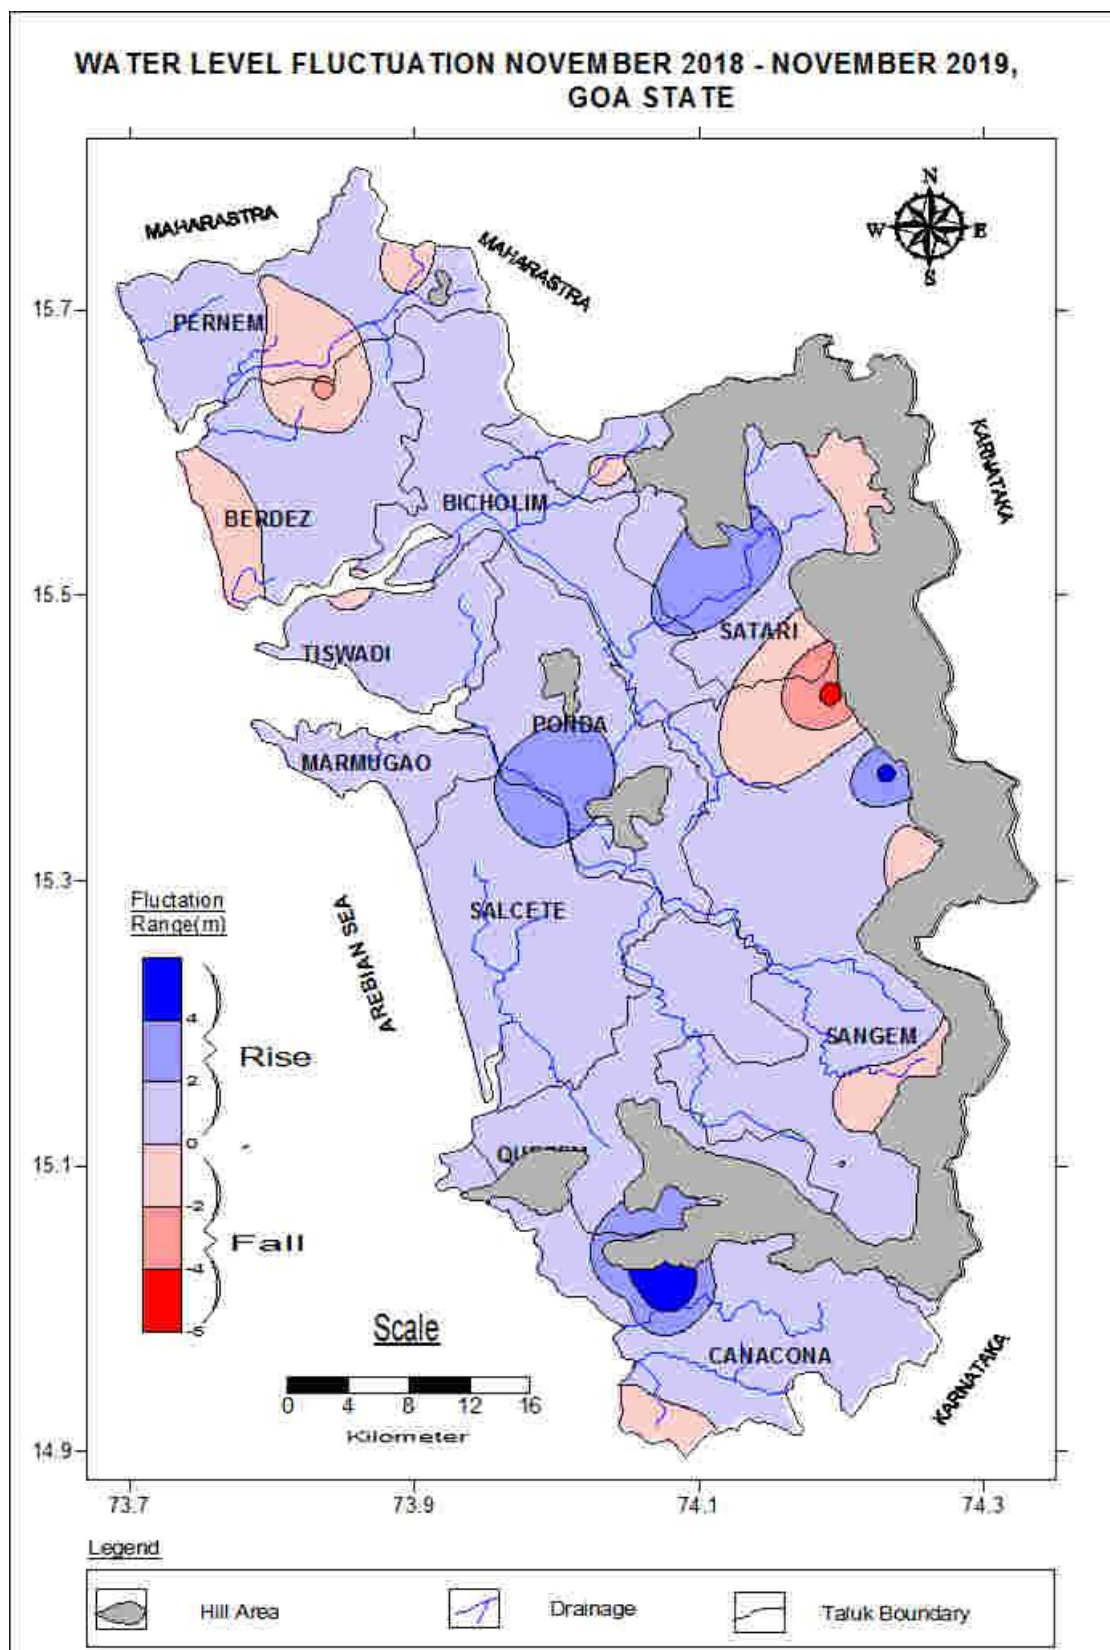 WATER LEVEL FLUCTUATION NOVEMBER 2018 - NOVEMBER 2019,
GOA STATE
N
W E
S
MAHARASTRA
MAHARASTRA
KARNATAKA
15.7
PERNEM
BICHOLIM
BERDEZ
15.5
SATARI
TISWADI
PONDA
MARMUGAO
15.3
SALCETE
AREBIAN SEA
SANGEM
15.1
CANACONA
KARNATAKA
14.9
Fluctation
Range(m)
4
2
0
-2
-4
-6
Rise
Fall
Scale
0 4 8 12 16
Kilometer
73.7 73.9 74.1 74.3
Legend
Hill Area Drainage Taluk Boundary